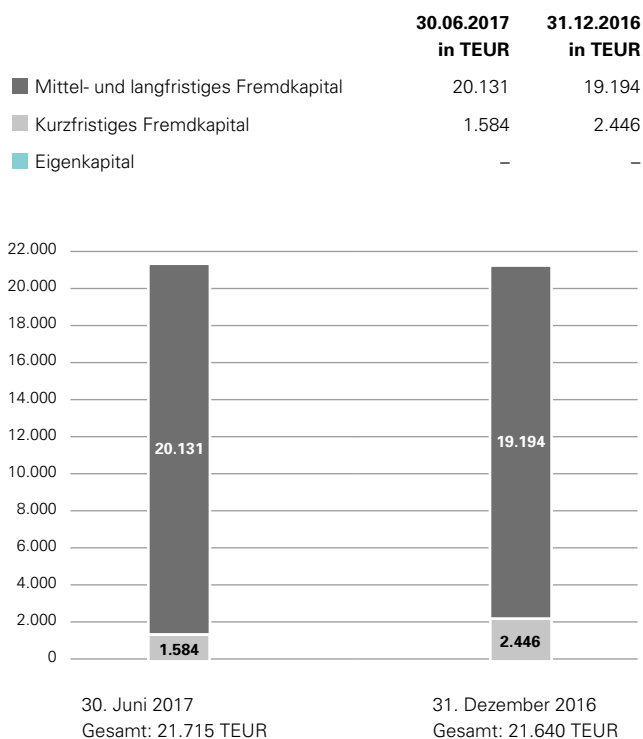 30.06.2017 31.12.2016
in TEUR in TEUR
Mittel- und langfristiges Fremdkapital 20.131 19.194
Kurzfristiges Fremdkapital 1.584 2.446
Eigenkapital – –
22.000
20.000
18.000
16.000
14.000
12.000
10.000
8.000
6.000
4.000
2.000
0
20.131
1.584
19.194
2.446
30. Juni 2017 31. Dezember 2016
Gesamt: 21.715 TEUR Gesamt: 21.640 TEUR